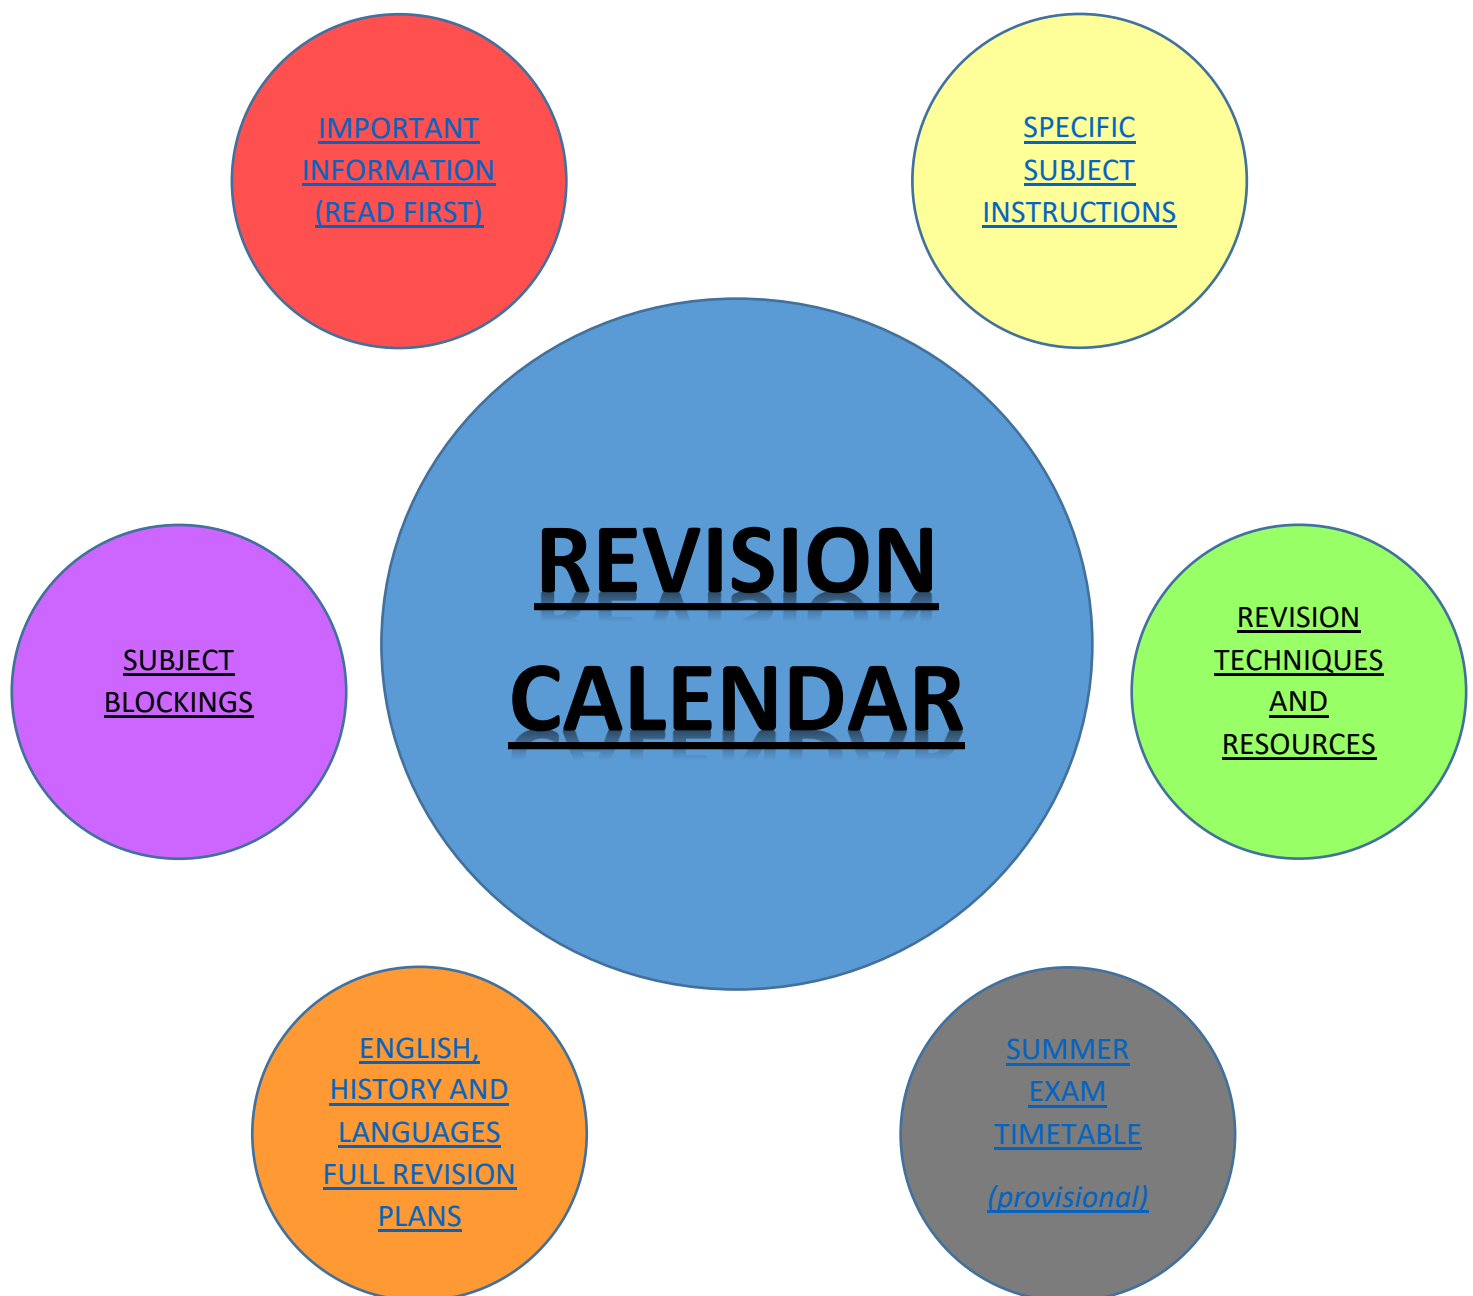 IMPORTANT
INFORMATION
(READ FIRST)
SPECIFIC
SUBJECT
INSTRUCTIONS
REVISION
CALENDAR
SUBJECT
BLOCKINGS
REVISION
TECHNIQUES
AND
RESOURCES
ENGLISH,
HISTORY AND
LANGUAGES
FULL REVISION
PLANS
SUMMER
EXAM
TIMETABLE
(provisional)